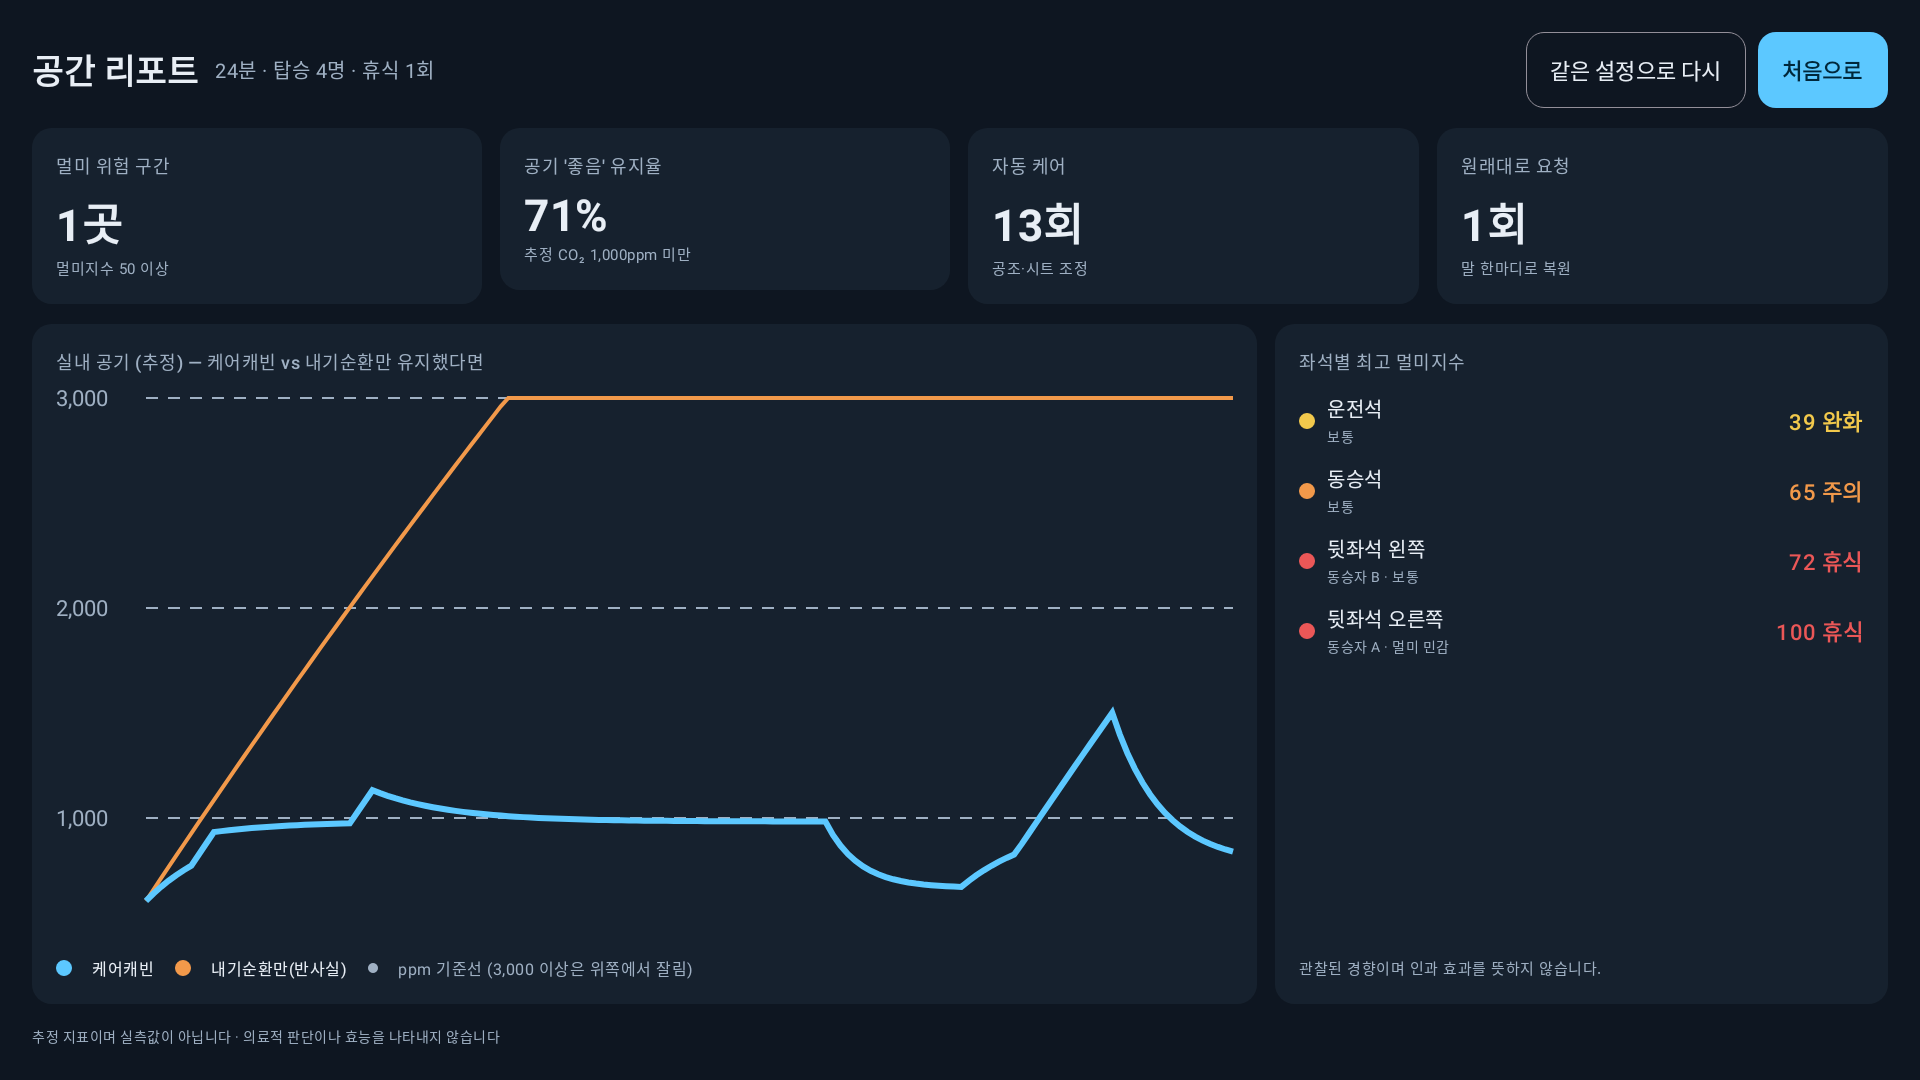 공간 리포트 24분 · 탑승 4명 · 휴식 1회
같은 설정으로 다시
처음으로
멀미 위험 구간
1곳
멀미지수 50 이상
공기 '좋음' 유지율
71%
추정 CO₂ 1,000ppm 미만
자동 케어
13회
공조·시트 조정
원래대로 요청
1회
말 한마디로 복원
실내 공기 (추정) — 케어캐빈 vs 내기순환만 유지했다면
3,000
2,000
1,000
케어캐빈 내기순환만(반사실) ppm 기준선 (3,000 이상은 위쪽에서 잘림)
좌석별 최고 멀미지수
운전석
보통
39 완화
동승석
보통
65 주의
뒷좌석 왼쪽
동승자 B · 보통
72 휴식
뒷좌석 오른쪽
동승자 A · 멀미 민감
100 휴식
관찰된 경향이며 인과 효과를 뜻하지 않습니다.
추정 지표이며 실측값이 아닙니다 · 의료적 판단이나 효능을 나타내지 않습니다